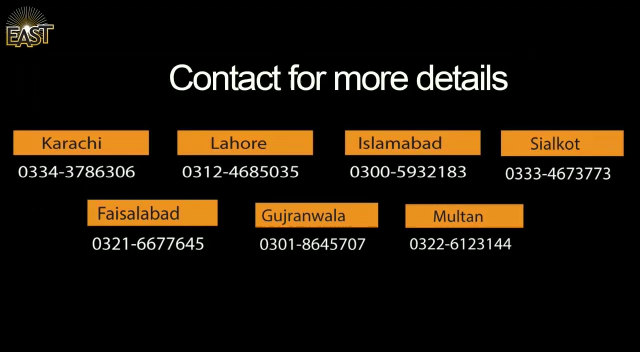 EAST
Contact for more details
Karachi Lahore Islamabad Sialkot
0334-3786306 0312-4685035 0300-5932183 0333-4673773
Faisalabad Gujranwala Multan
0321-6677645 0301-8645707 0322-6123144